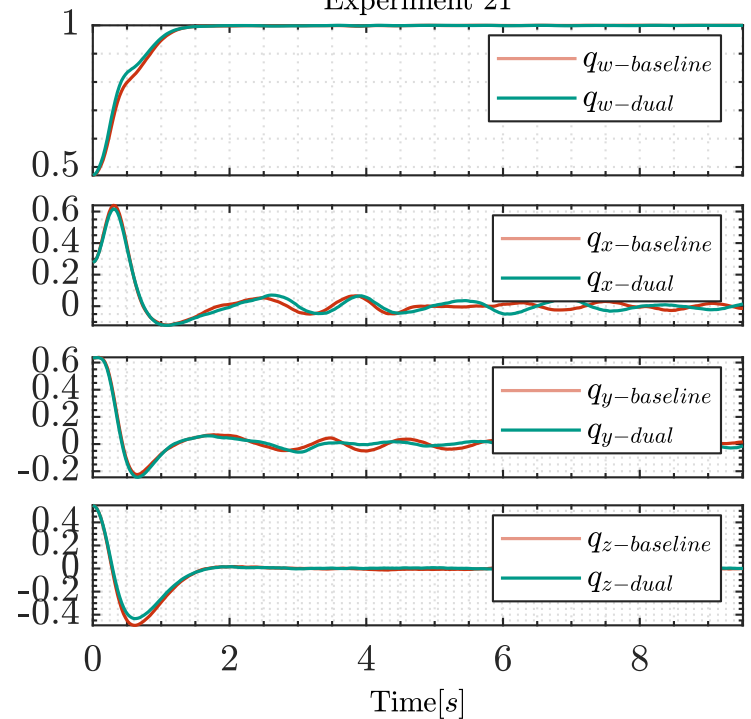 Experiment 21
1
0.5
q_{w-baseline}
q_{w-dual}
0.6
0.4
0.2
0
q_{x-baseline}
q_{x-dual}
0.6
0.4
0.2
0
-0.2
q_{y-baseline}
q_{y-dual}
0.4
0.2
0
-0.2
-0.4
q_{z-baseline}
q_{z-dual}
0 2 4 6 8
Time[s]